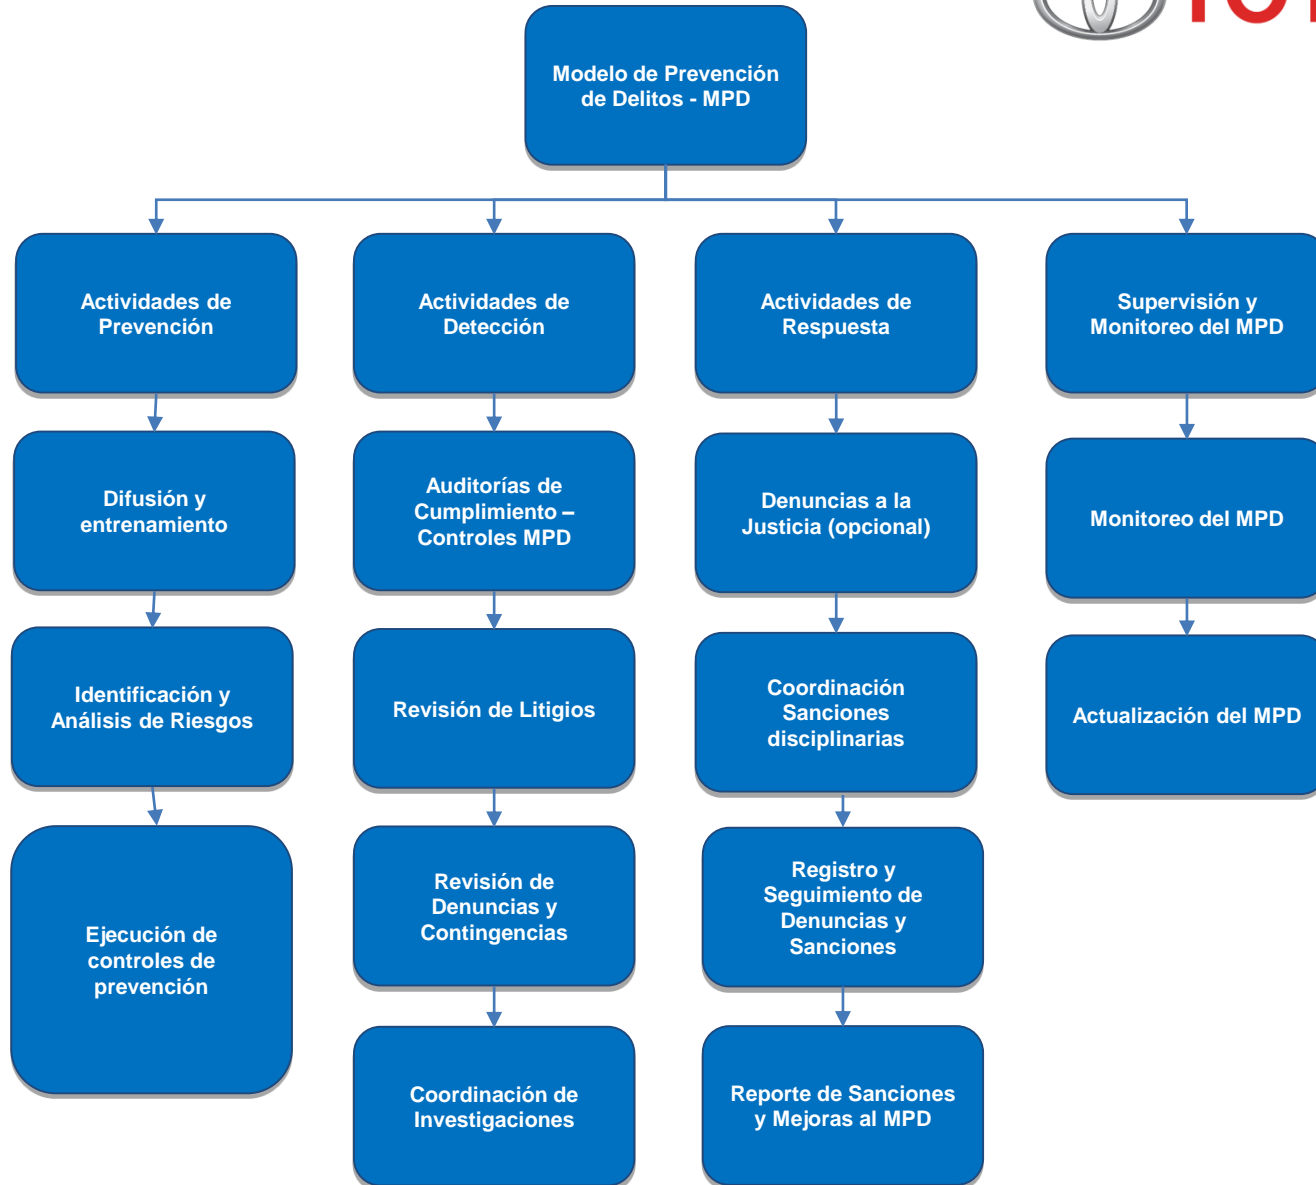 Modelo de Prevención
de Delitos - MPD
Actividades de
Prevención
Actividades de
Detección
Actividades de
Respuesta
Supervisión y
Monitoreo del MPD
Difusión y
entrenamiento
Auditorías de
Cumplimiento –
Controles MPD
Denuncias a la
Justicia (opcional)
Monitoreo del MPD
Identificación y
Análisis de Riesgos
Revisión de Litigios
Coordinación
Sanciones
disciplinarias
Actualización del MPD
Ejecución de
controles de
prevención
Revisión de
Denuncias y
Contingencias
Registro y
Seguimiento de
Denuncias y
Sanciones
Coordinación de
Investigaciones
Reporte de Sanciones
y Mejoras al MPD